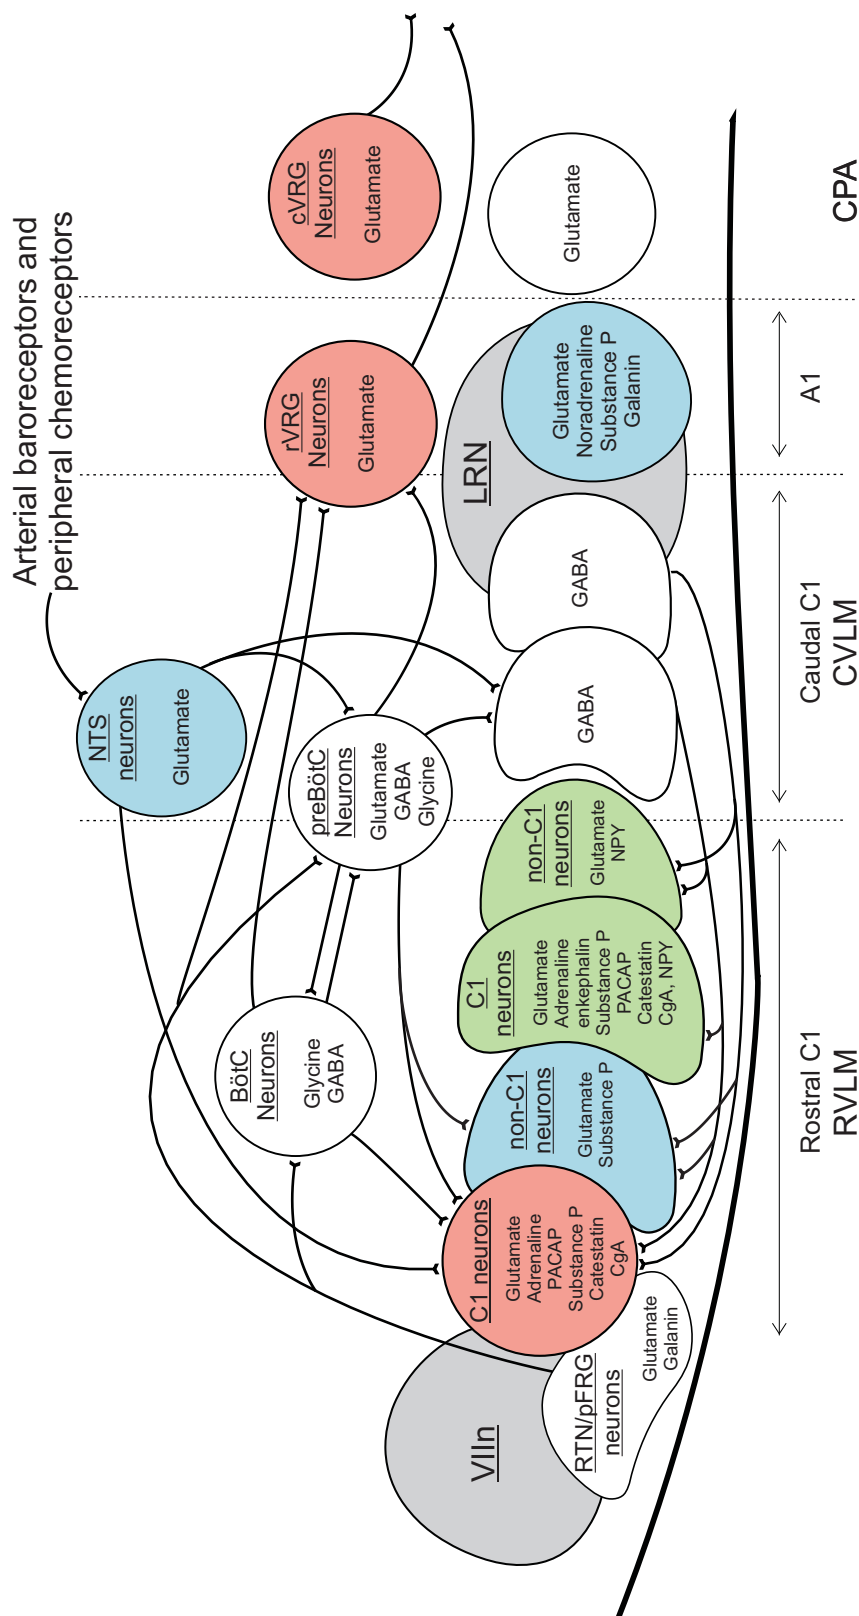 Arterial baroreceptors and
peripheral chemoreceptors
NTS
neurons
Glutamate
cVRG
Neurons
Glutamate
rVRG
Neurons
Glutamate
preBötC
Neurons
Glutamate
GABA
Glycine
BötC
Neurons
Glycine
GABA
VIIn
RTN/pFRG
neurons
Glutamate
Galanin
C1 neurons
Glutamate
Adrenaline
PACAP
Substance P
Catestatin
CgA
non-C1
neurons
Glutamate
Substance P
C1
neurons
Glutamate
Adrenaline
enkephalin
Substance P
PACAP
Catestatin
CgA, NPY
non-C1
neurons
Glutamate
NPY
GABA
GABA
LRN
Glutamate
Noradrenaline
Substance P
Galanin
Glutamate
Rostral C1
RVLM
Caudal C1
CVLM
A1
CPA